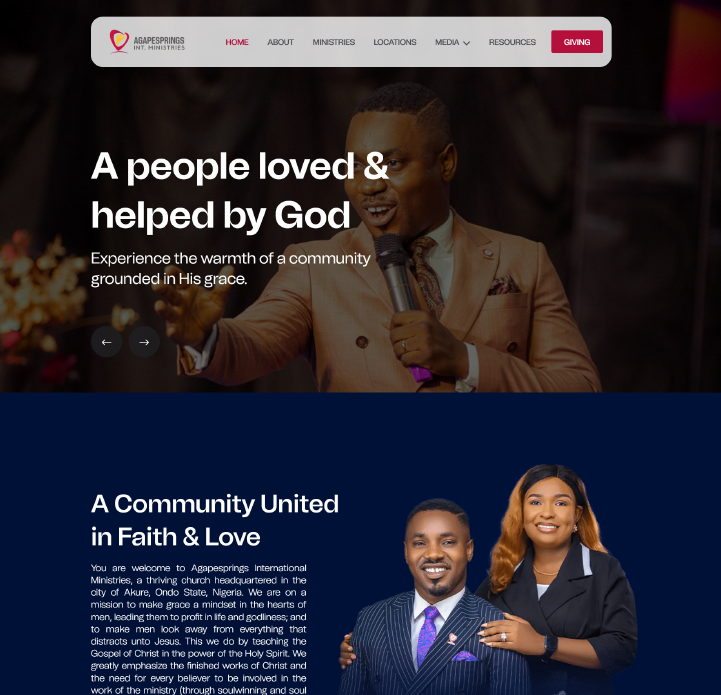 AGAPESPRINGS
INT. MINISTRIES
HOME
ABOUT
MINISTRIES
LOCATIONS
MEDIA
RESOURCES
GIVING
A people loved &
helped by God
Experience the warmth of a community
grounded in His grace.
A Community United
in Faith & Love
You are welcome to Agapesprings International
Ministries, a thriving church headquartered in the
city of Akure, Ondo State, Nigeria. We are on a
mission to make grace a mindset in the hearts of
men, leading them to profit in life and godliness; and
to make men look away from everything that
distracts unto Jesus. This we do by teaching the
Gospel of Christ in the power of the Holy Spirit. We
greatly emphasize the finished works of Christ and
the need for every believer to be involved in the
work of the ministry (through soulwinning and soul